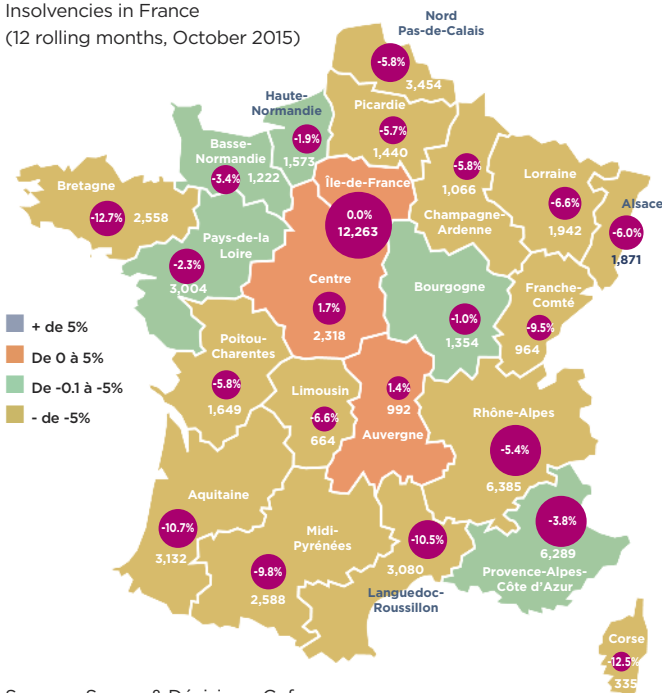 Insolvencies in France
(12 rolling months, October 2015)
Nord
Pas-de-Calais
-5.8%
3,454
Haute-
Normandie
-1.9%
1,573
Picardie
-5.7%
1,440
Basse-
Normandie
-3.4%
1,222
-5.8%
1,066
Champagne-
Ardenne
Lorraine
-6.6%
1,942
Alsace
-6.0%
1,871
Bretagne
-12.7%
2,558
Île-de-France
0.0%
12,263
Pays-de-la
Loire
-2.3%
3,004
Centre
1.7%
2,318
Bourgogne
-1.0%
1,354
Franche-
Comté
-9.5%
964
+ de 5%
De 0 à 5%
De -0.1 à -5%
- de -5%
Poitou-
Charentes
-5.8%
1,649
Limousin
-6.6%
664
1.4%
992
Auvergne
Rhône-Alpes
-5.4%
6,385
Aquitaine
-10.7%
3,132
Midi-
Pyrénées
-9.8%
2,588
-10.5%
3,080
Languedoc-
Roussillon
-3.8%
6,289
Provence-Alpes-
Côte d'Azur
Corse
-12.5%
335